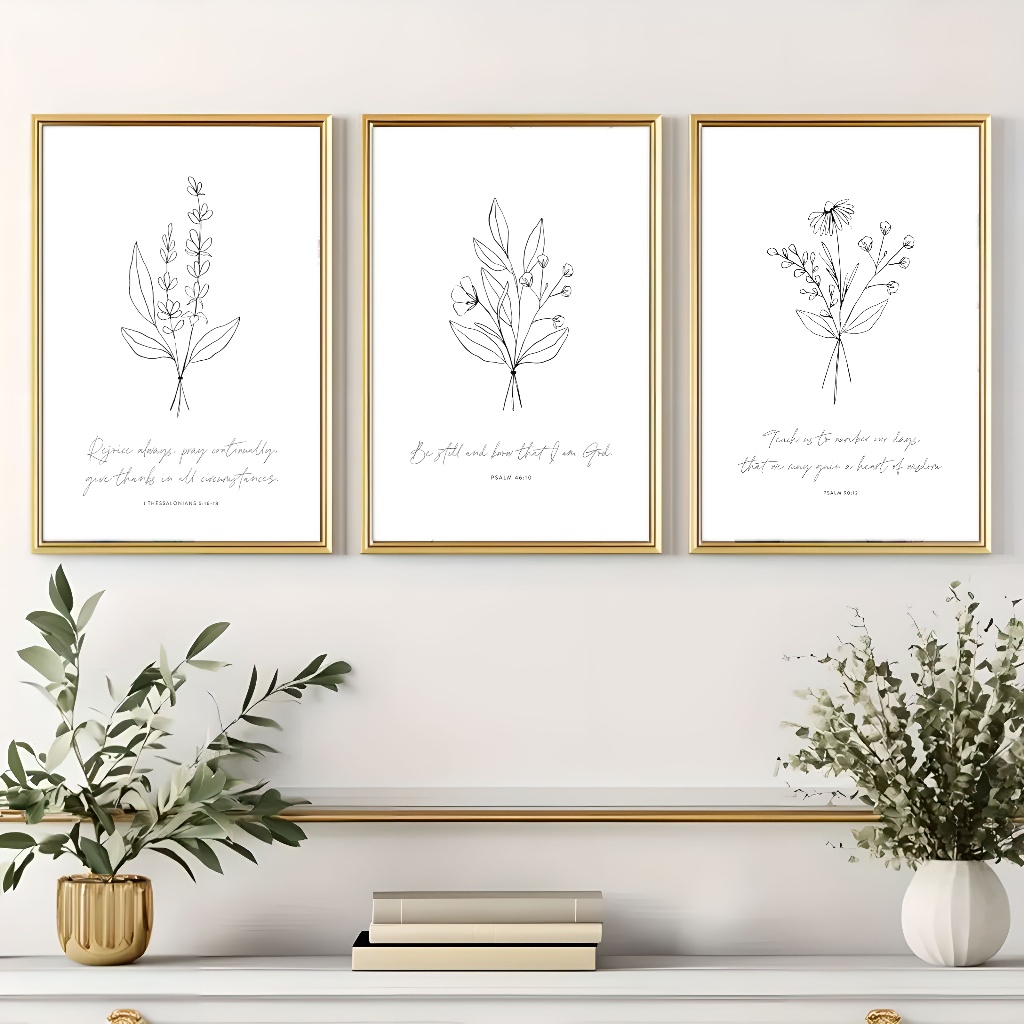 Rejoice always, pray continually,
give thanks in all circumstances.
1 THESSALONIANS 5:16-18
Be still and know that I am God.
PSALM 46:10
Teach us to number our days,
that we may gain a heart of wisdom
PSALM 90:12